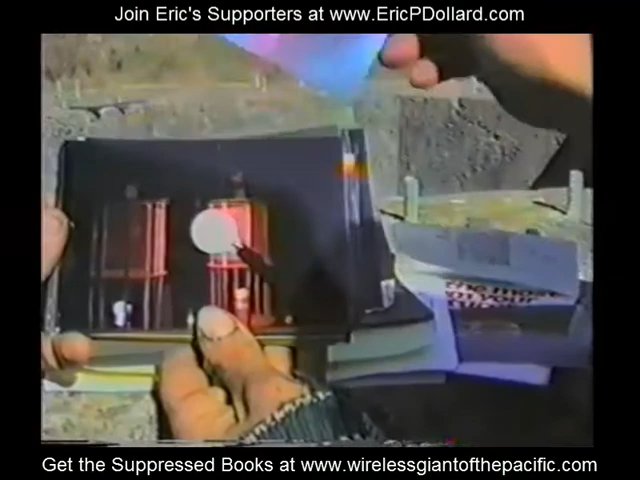 Join Eric's Supporters at www.EricPDollard.com
Get the Suppressed Books at www.wirelessgiantofthepacific.com